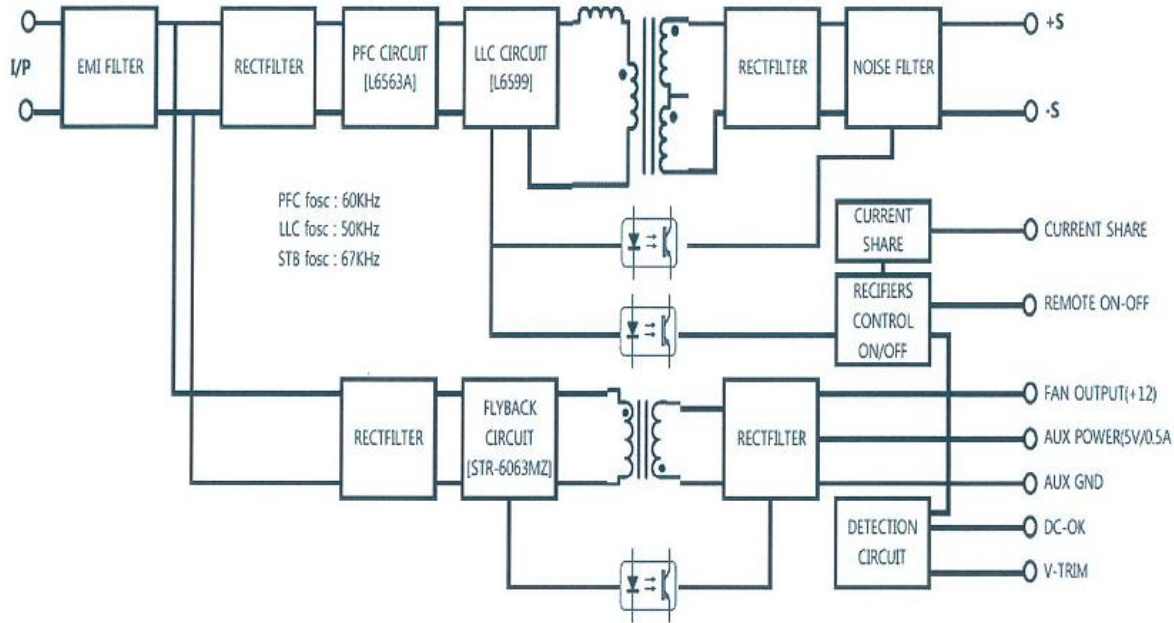 +S
I/P
EMI FILTER
RECTFILTER
PFC CIRCUIT
[L6563A]
LLC CIRCUIT
[L6599]
RECTFILTER
NOISE FILTER
-S
PFC fosc : 60KHz
LLC fosc : 50KHz
STB fosc : 67KHz
CURRENT
SHARE
CURRENT SHARE
RECIFIERS
CONTROL
ON/OFF
REMOTE ON-OFF
RECTFILTER
FLYBACK
CIRCUIT
[STR-6063MZ]
RECTFILTER
FAN OUTPUT(+12)
AUX POWER(5V/0.5A
AUX GND
DETECTION
CIRCUIT
DC-OK
V-TRIM